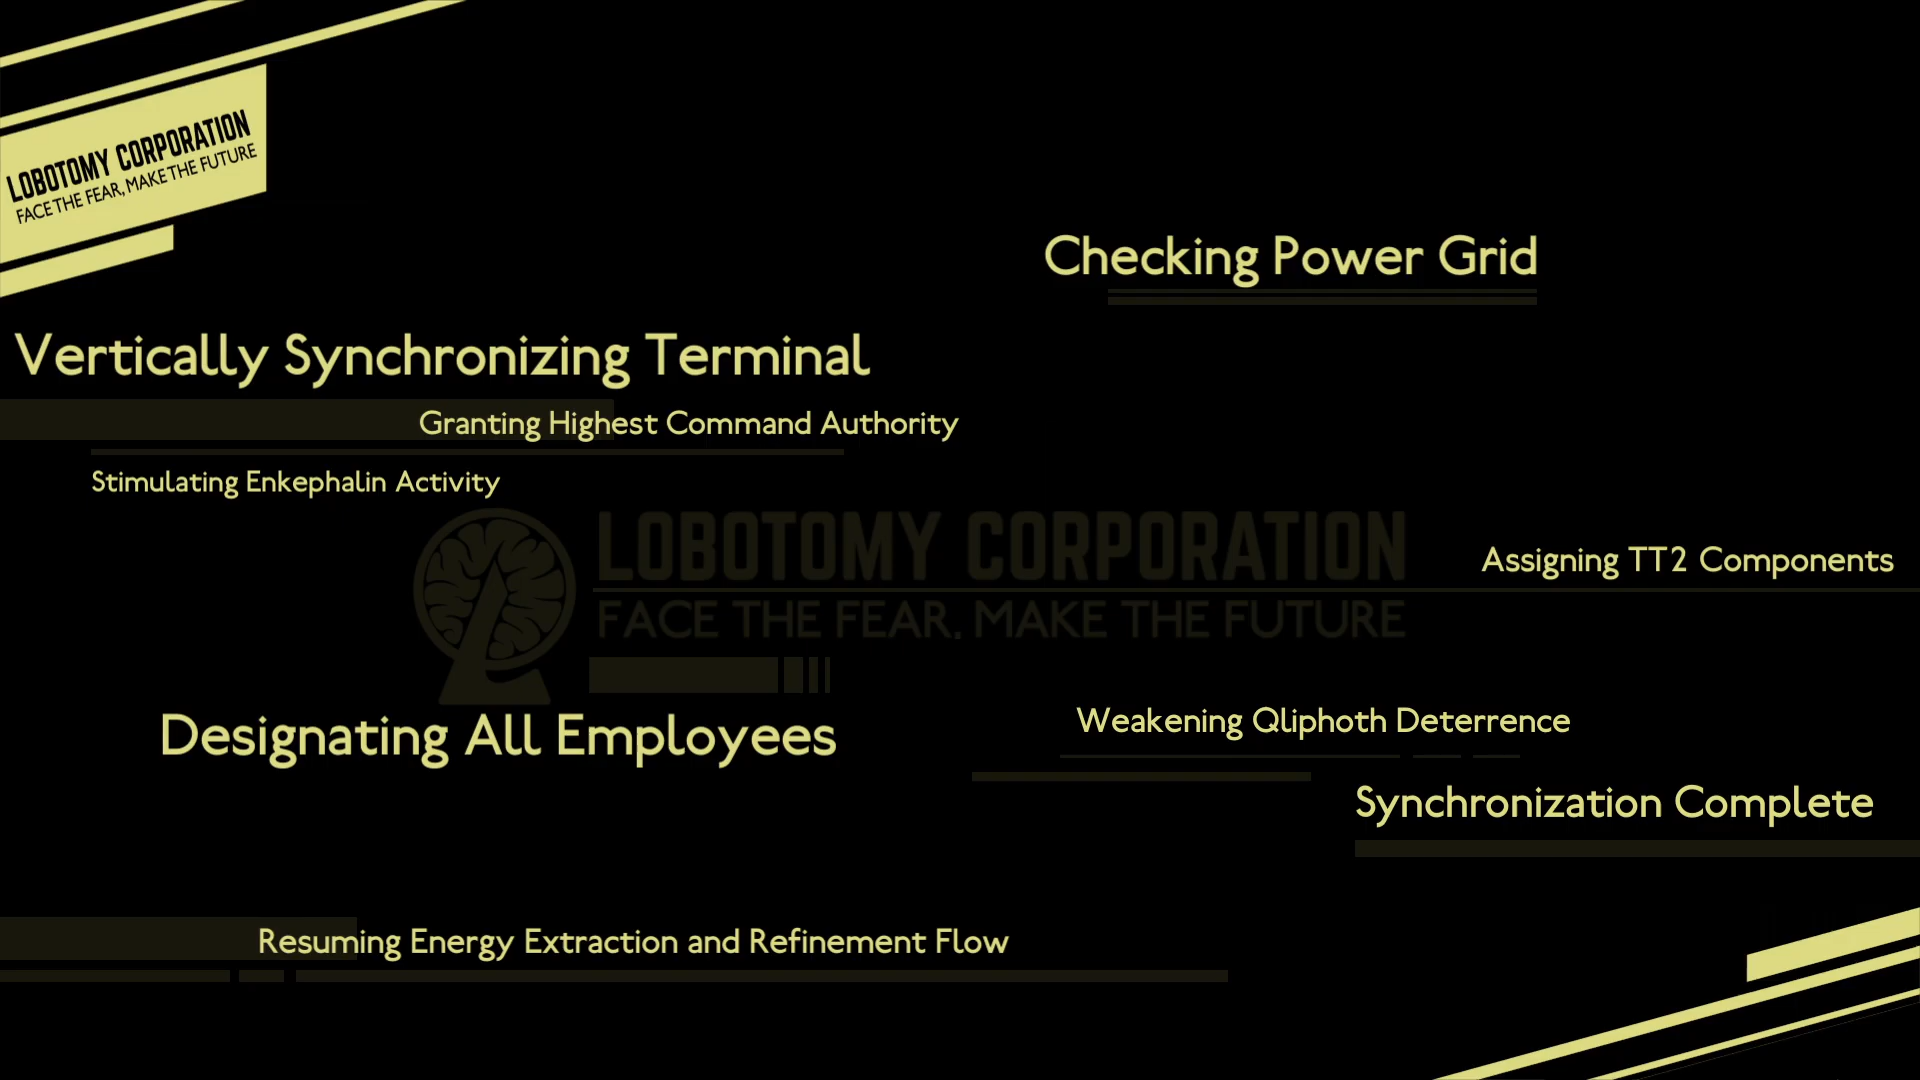 LOBOTOMY CORPORATION
FACE THE FEAR, MAKE THE FUTURE
Checking Power Grid
Vertically Synchronizing Terminal
Granting Highest Command Authority
Stimulating Enkephalin Activity
LOBOTOMY CORPORATION
FACE THE FEAR. MAKE THE FUTURE
Assigning TT2 Components
Designating All Employees
Weakening Qliphoth Deterrence
Synchronization Complete
Resuming Energy Extraction and Refinement Flow